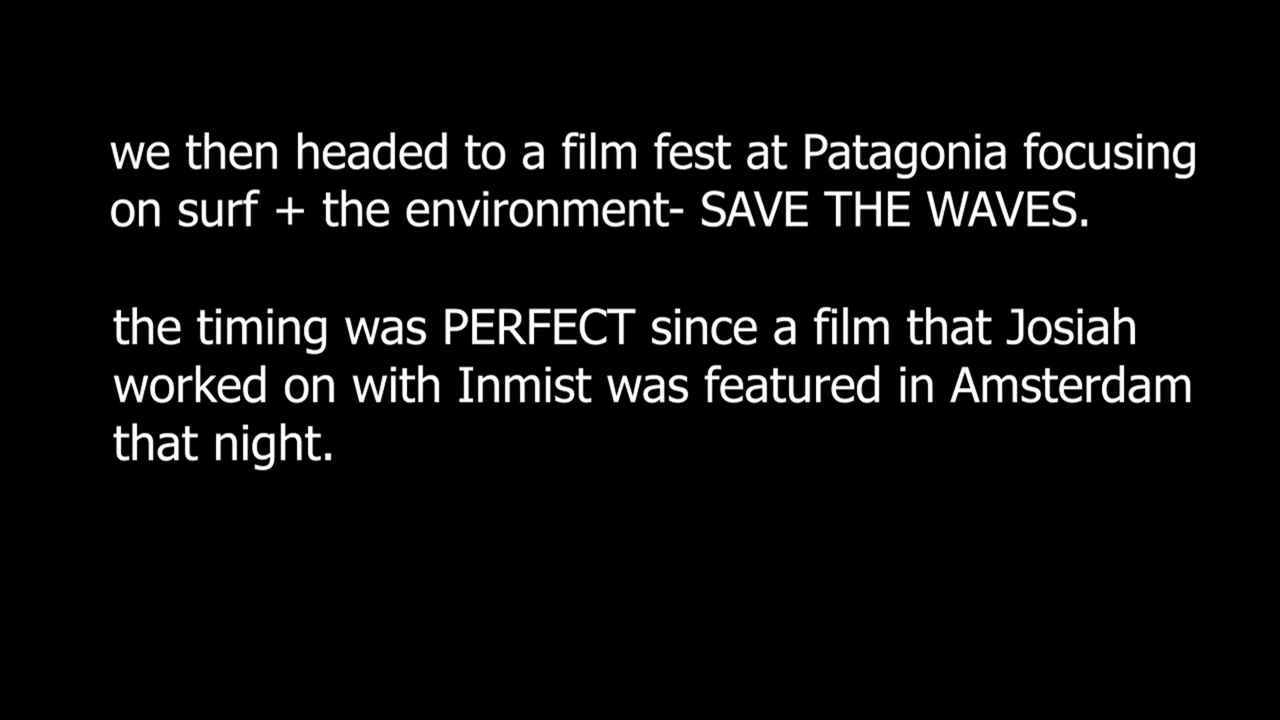 we then headed to a film fest at Patagonia focusing
on surf + the environment- SAVE THE WAVES.
the timing was PERFECT since a film that Josiah
worked on with Inmist was featured in Amsterdam
that night.